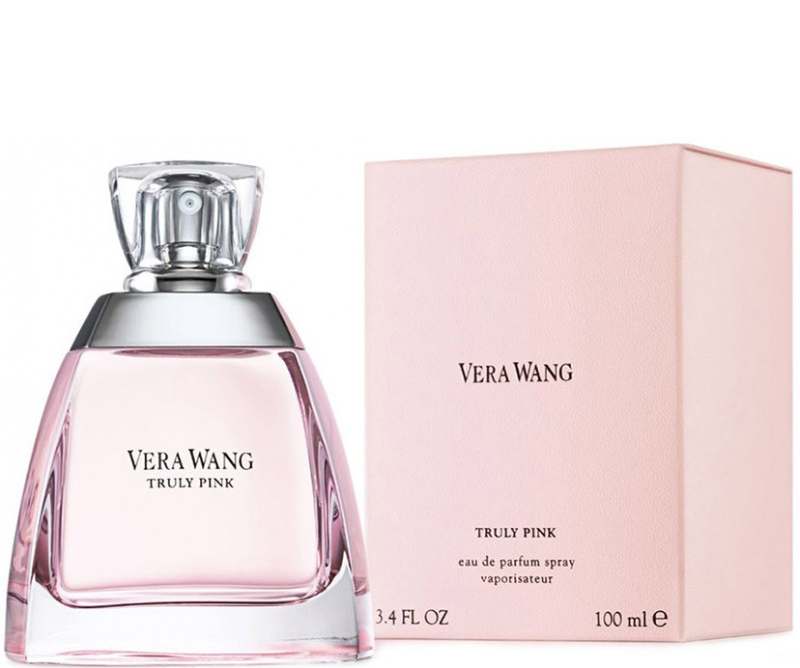 VERA WANG
TRULY PINK
VERA WANG
TRULY PINK
eau de parfum spray
vaporisateur
3.4 FL OZ
100 ml ℮